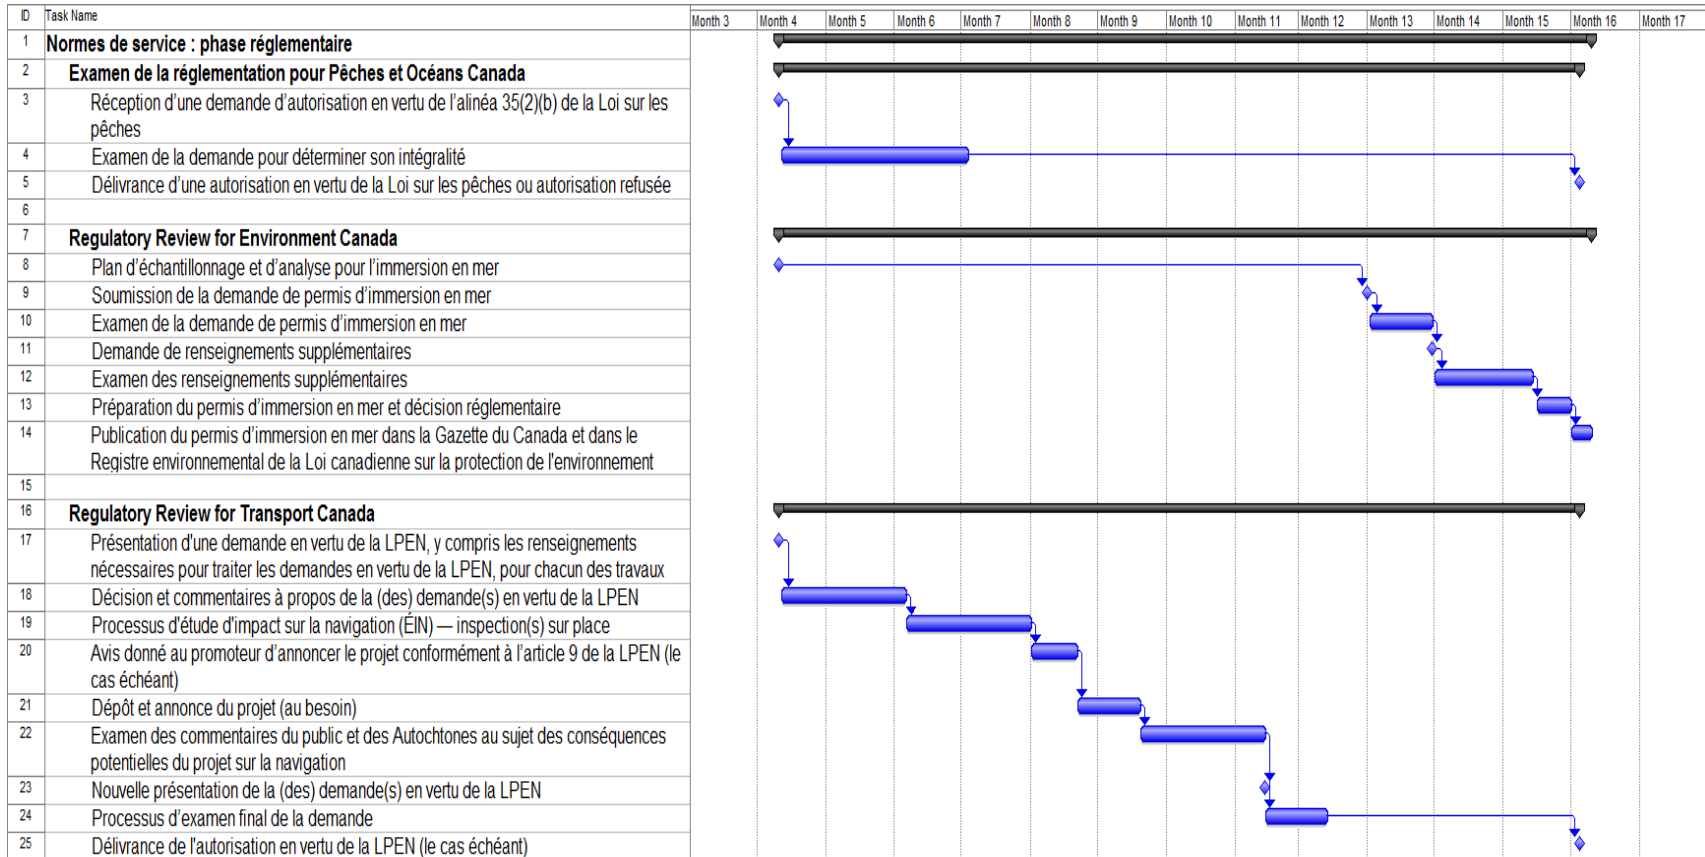 ID Task Name Month 3 Month 4 Month 5 Month 6 Month 7 Month 8 Month 9 Month 10 Month 11 Month 12 Month 13 Month 14 Month 15 Month 16 Month 17
1 Normes de service : phase réglementaire
2 Examen de la réglementation pour Pêches et Océans Canada
3 Réception d'une demande d'autorisation en vertu de l'alinéa 35(2)(b) de la Loi sur les
pêches
4 Examen de la demande pour déterminer son intégralité
5 Délivrance d'une autorisation en vertu de la Loi sur les pêches ou autorisation refusée
6
7 Regulatory Review for Environment Canada
8 Plan d'échantillonnage et d'analyse pour l'immersion en mer
9 Soumission de la demande de permis d'immersion en mer
10 Examen de la demande de permis d'immersion en mer
11 Demande de renseignements supplémentaires
12 Examen des renseignements supplémentaires
13 Préparation du permis d'immersion en mer et décision réglementaire
14 Publication du permis d'immersion en mer dans la Gazette du Canada et dans le
Registre environnemental de la Loi canadienne sur la protection de l'environnement
15
16 Regulatory Review for Transport Canada
17 Présentation d'une demande en vertu de la LPEN, y compris les renseignements
nécessaires pour traiter les demandes en vertu de la LPEN, pour chacun des travaux
18 Décision et commentaires à propos de la (des) demande(s) en vertu de la LPEN
19 Processus d'étude d'impact sur la navigation (ÉIN) — inspection(s) sur place
20 Avis donné au promoteur d'annoncer le projet conformément à l'article 9 de la LPEN (le
cas échéant)
21 Dépôt et annonce du projet (au besoin)
22 Examen des commentaires du public et des Autochtones au sujet des conséquences
potentielles du projet sur la navigation
23 Nouvelle présentation de la (des) demande(s) en vertu de la LPEN
24 Processus d'examen final de la demande
25 Délivrance de l'autorisation en vertu de la LPEN (le cas échéant)